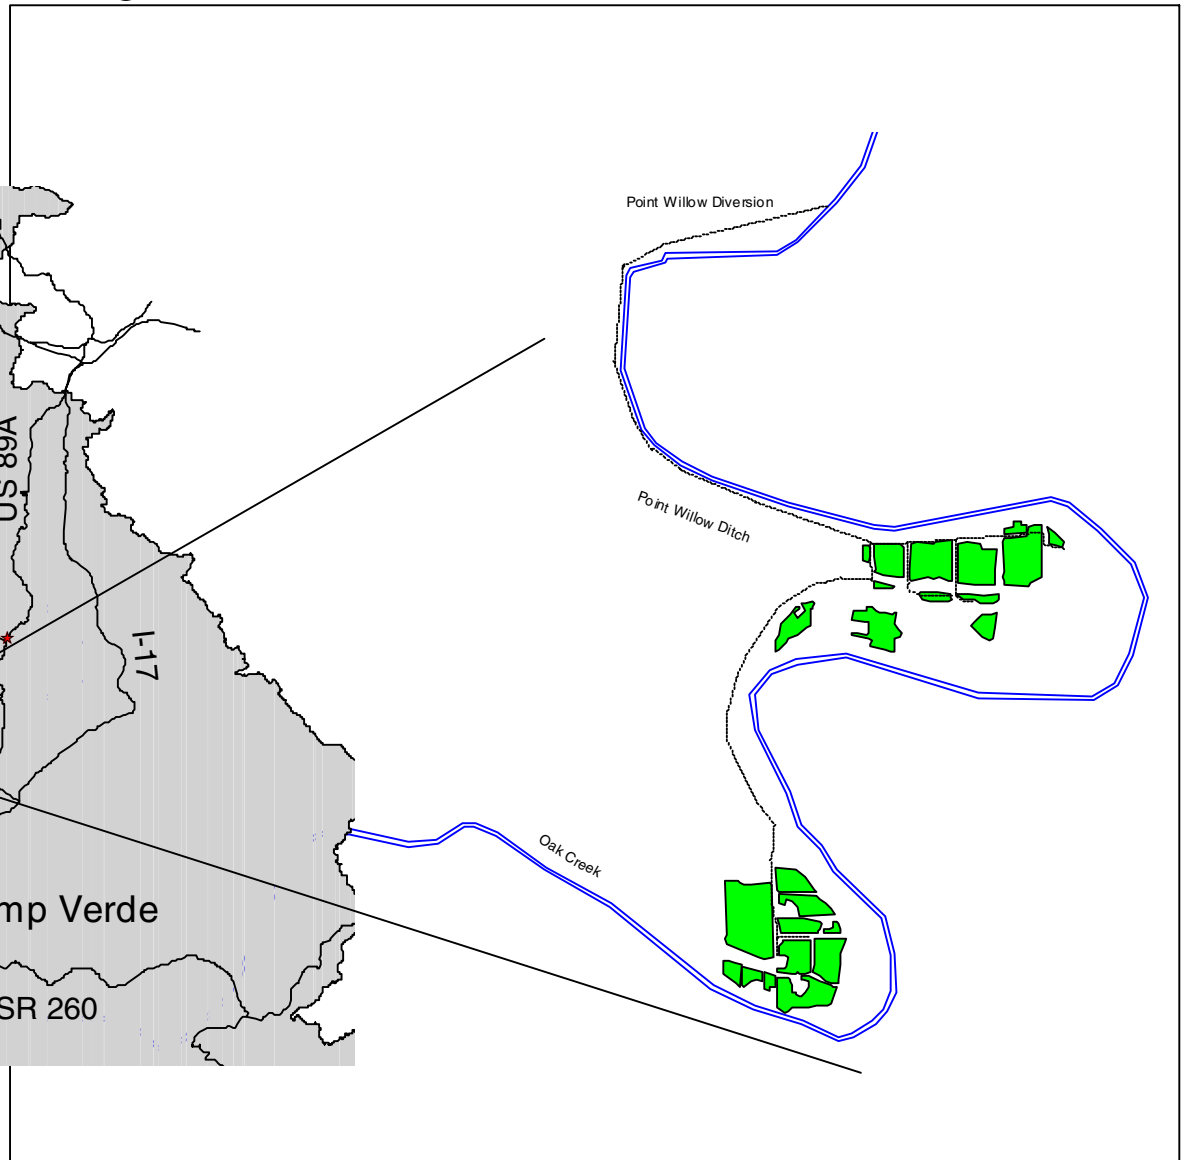 Point Willow Diversion
US 89A
Point Willow Ditch
I-17
Oak Creek
mp Verde
SR 260